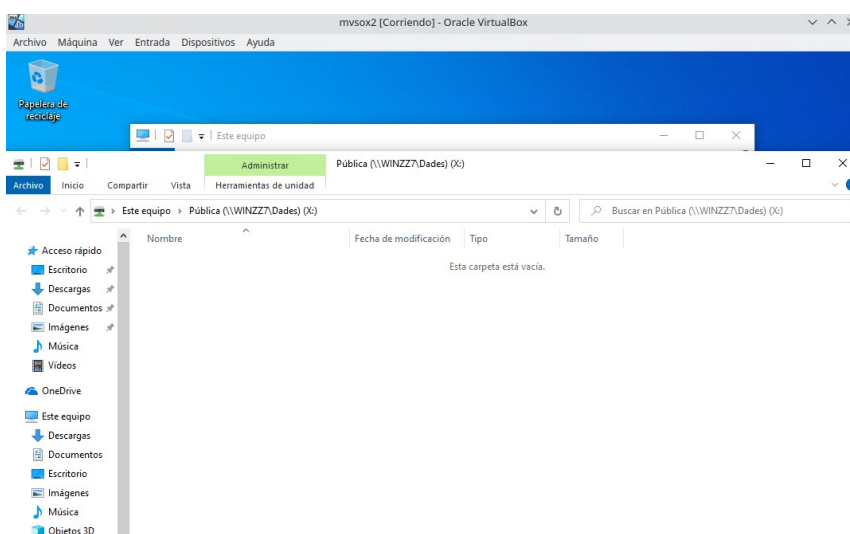 mvsox2 [Corriendo] - Oracle VirtualBox
Archivo Máquina Ver Entrada Dispositivos Ayuda
Papelera de
reciclaje
Este equipo
Administrar Pública (\\WINZZ7\Dades) (X:)
Archivo Inicio Compartir Vista Herramientas de unidad
Este equipo > Pública (\\WINZZ7\Dades) (X:) Buscar en Pública (\\WINZZ7\Dades) (X:)
Nombre Fecha de modificación Tipo Tamaño
Esta carpeta está vacía.
Acceso rápido
Escritorio
Descargas
Documentos
Imágenes
Música
Vídeos
OneDrive
Este equipo
Descargas
Documentos
Escritorio
Imágenes
Música
Objetos 3D